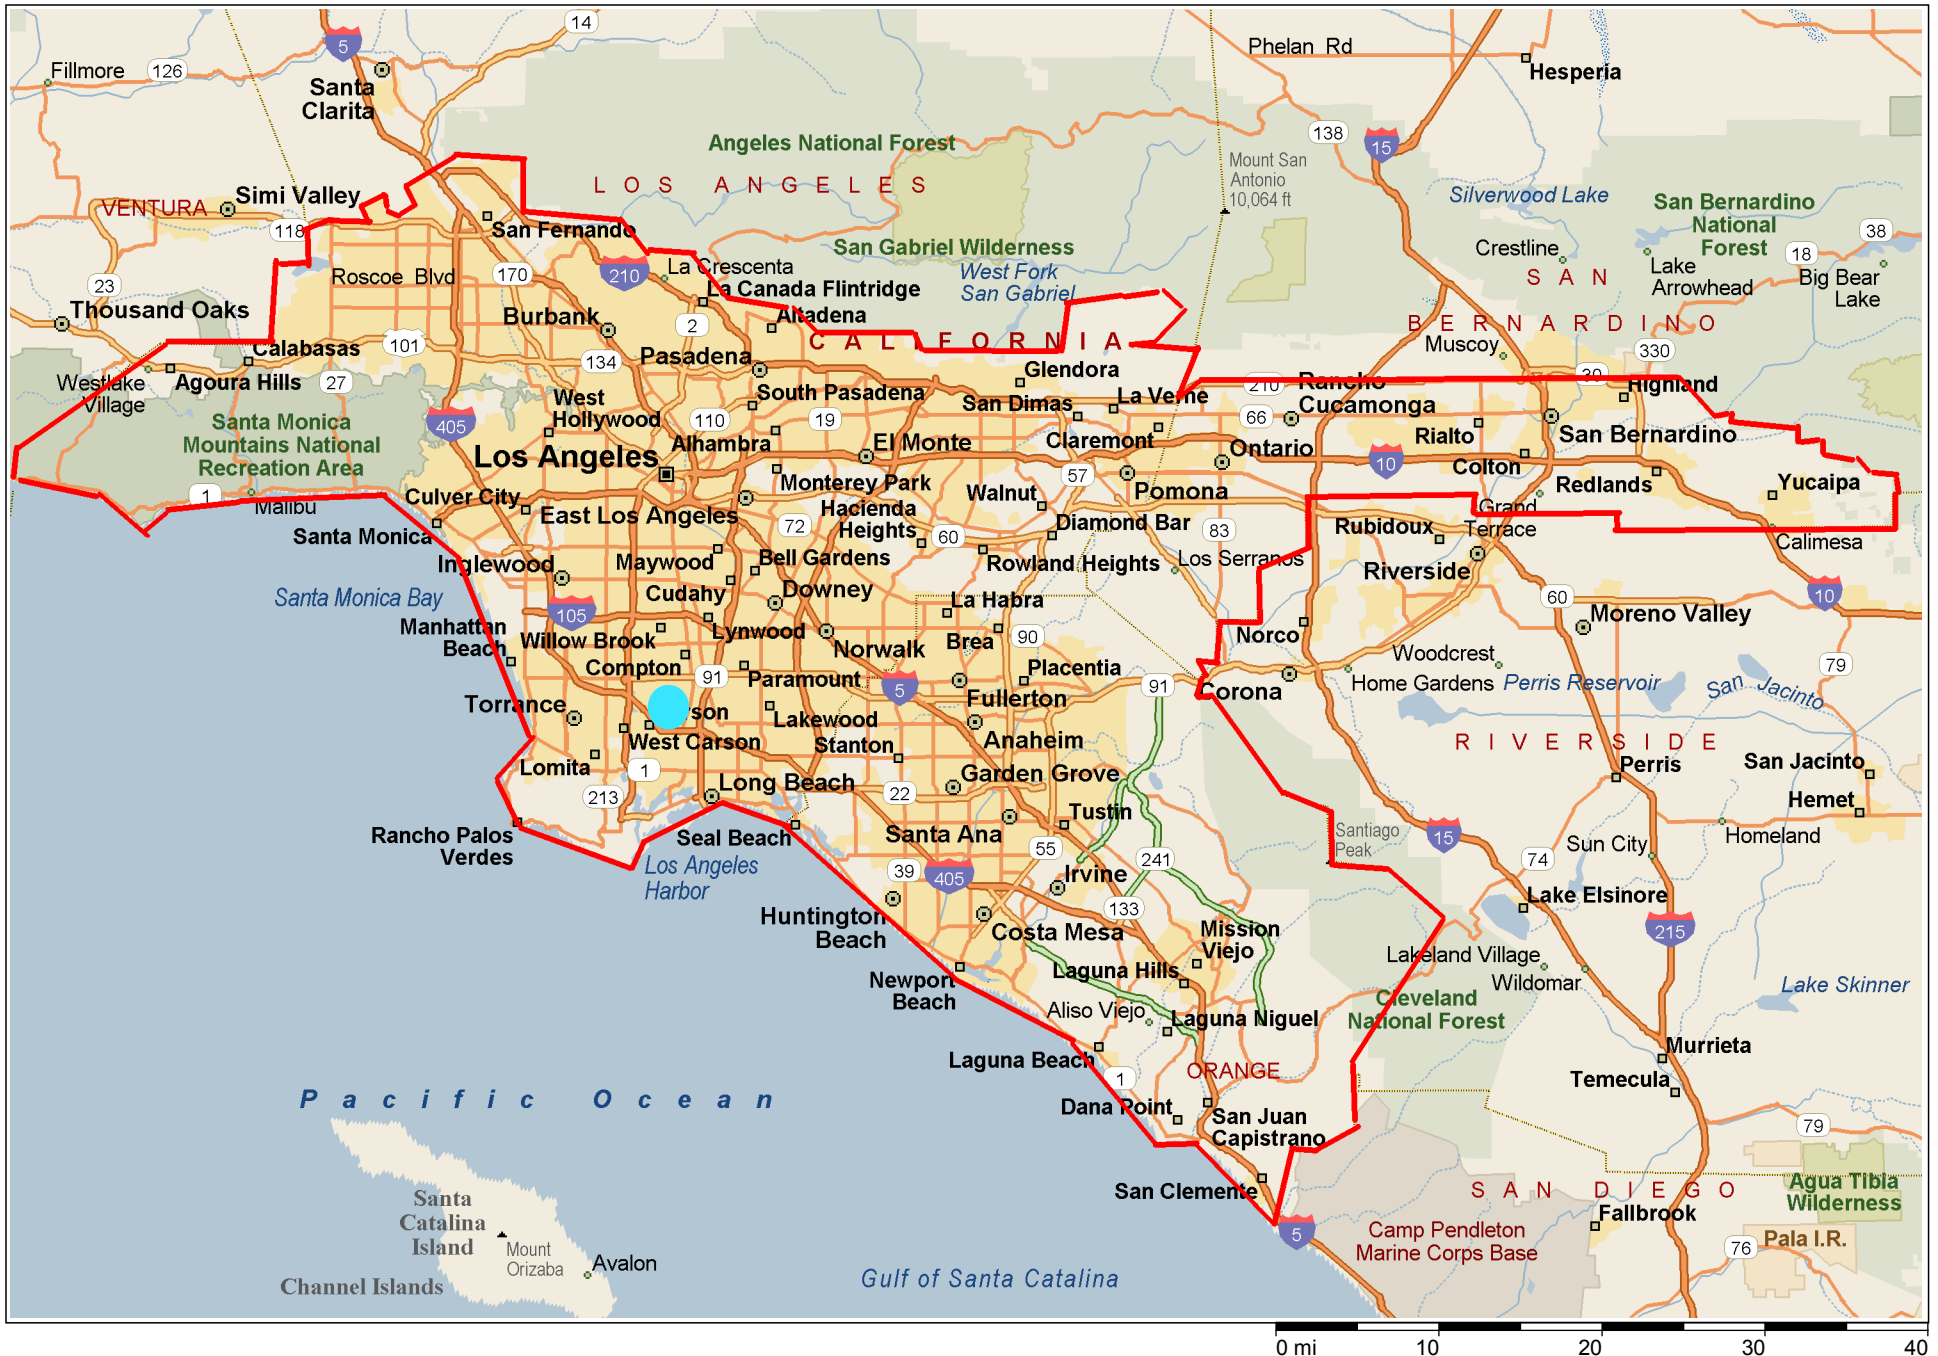 14
5
Phelan Rd
Fillmore
126
Hesperia
Santa
Clarita
138
15
Angeles National Forest
Mount San
Antonio
10,064 ft
LOS ANGELES
Silverwood Lake
San Bernardino
National
Forest
Simi Valley
VENTURA
118
San Fernando
38
18
San Gabriel Wilderness
Crestline
Lake
Arrowhead
Big Bear
Lake
SAN
West Fork
San Gabriel
La Crescenta
210
170
Roscoe Blvd
23
La Canada Flintridge
Thousand Oaks
Burbank
2
Altadena
CALIFORNIA
BERNARDINO
Muscoy
330
101
Calabasas
134
Pasadena
Glendora
Westlake
Village
Agoura Hills
27
South Pasadena
La Verne
210
Rancho
Cucamonga
30
Highland
West
Hollywood
San Dimas
66
Santa Monica
Mountains National
Recreation Area
405
110
19
Alhambra
El Monte
Claremont
Ontario
Rialto
San Bernardino
Los Angeles
10
Colton
57
Monterey Park
Pomona
Redlands
Yucaipa
1
Malibu
Culver City
East Los Angeles
Hacienda
Heights
Walnut
Diamond Bar
Grand
Terrace
Santa Monica
72
60
83
Rubidoux
Calimesa
Inglewood
Maywood
Bell Gardens
Rowland Heights
Los Serranos
Riverside
Santa Monica Bay
105
Cudahy
Downey
La Habra
60
10
Moreno Valley
Manhattan
Beach
Willow Brook
Lynwood
Norwalk
Brea
90
Norco
Compton
Placentia
Woodcrest
79
91
Paramount
5
Fullerton
91
Corona
Home Gardens
Perris Reservoir
San Jacinto
Torrance
son
Lakewood
West Carson
Stanton
Anaheim
RIVERSIDE
Perris
San Jacinto
Lomita
1
213
Long Beach
22
Garden Grove
Hemet
Rancho Palos
Verdes
Seal Beach
Santa Ana
Tustin
Santiago
Peak
15
Homeland
Sun City
Los Angeles
Harbor
39
405
55
Irvine
241
74
133
Lake Elsinore
Huntington
Beach
Costa Mesa
Mission
Viejo
215
Laguna Hills
Lakeland Village
Wildomar
Newport
Beach
Aliso Viejo
Laguna Niguel
Cleveland
National Forest
Lake Skinner
Laguna Beach
Murrieta
1
ORANGE
Temecula
Pacific Ocean
Dana Point
San Juan
Capistrano
79
San Clemente
SAN DIEGO
Agua Tibia
Wilderness
Santa
Catalina
Island
Mount
Orizaba
Avalon
Channel Islands
5
Camp Pendleton
Marine Corps Base
Fallbrook
76
Pala I.R.
Gulf of Santa Catalina
0 mi 10 20 30 40